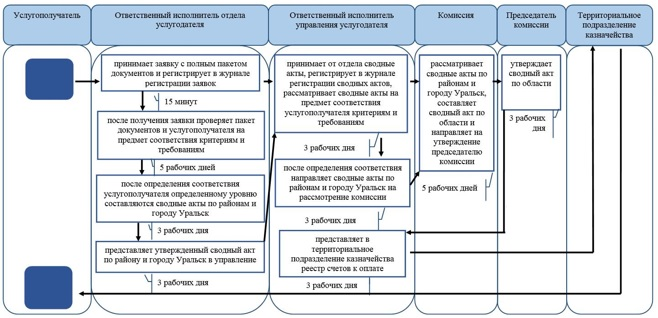 Услугополучатель
Ответственный исполнитель отдела
услугодателя
Ответственный исполнитель
управления услугодателя
Комиссия
Председатель
комиссии
Территориальное
подразделение
казначейства
принимает заявку с полным пакетом
документов и регистрирует в журнале
регистрации заявок
15 минут
после получения заявки проверяет пакет
документов и услугополучателя на
предмет соответствия критериям и
требованиям
5 рабочих дней
после определения соответствия
услугополучателя определенному уровню
составляются сводные акты по районам и
городу Уральск
3 рабочих дня
представляет утвержденный сводный акт
по району и городу Уральск в управление
3 рабочих дня
принимает от отдела сводные
акты, регистрирует в журнале
регистрации сводных актов,
рассматривает сводные акты на
предмет соответствия
услугополучателя критериям и
требованиям
3 рабочих дня
после определения соответствия
направляет сводные акты по
районам и городу Уральск на
рассмотрение комиссии
3 рабочих дня
представляет в
территориальное
подразделение казначейства
реестр счетов к оплате
3 рабочих дня
рассматривает
сводные акты по
районам и
городу Уральск,
составляет
сводный акт по
области и
направляет на
утверждение
председателю
комиссии
5 рабочих дней
утверждает
сводный акт
по области
3 рабочих
дня